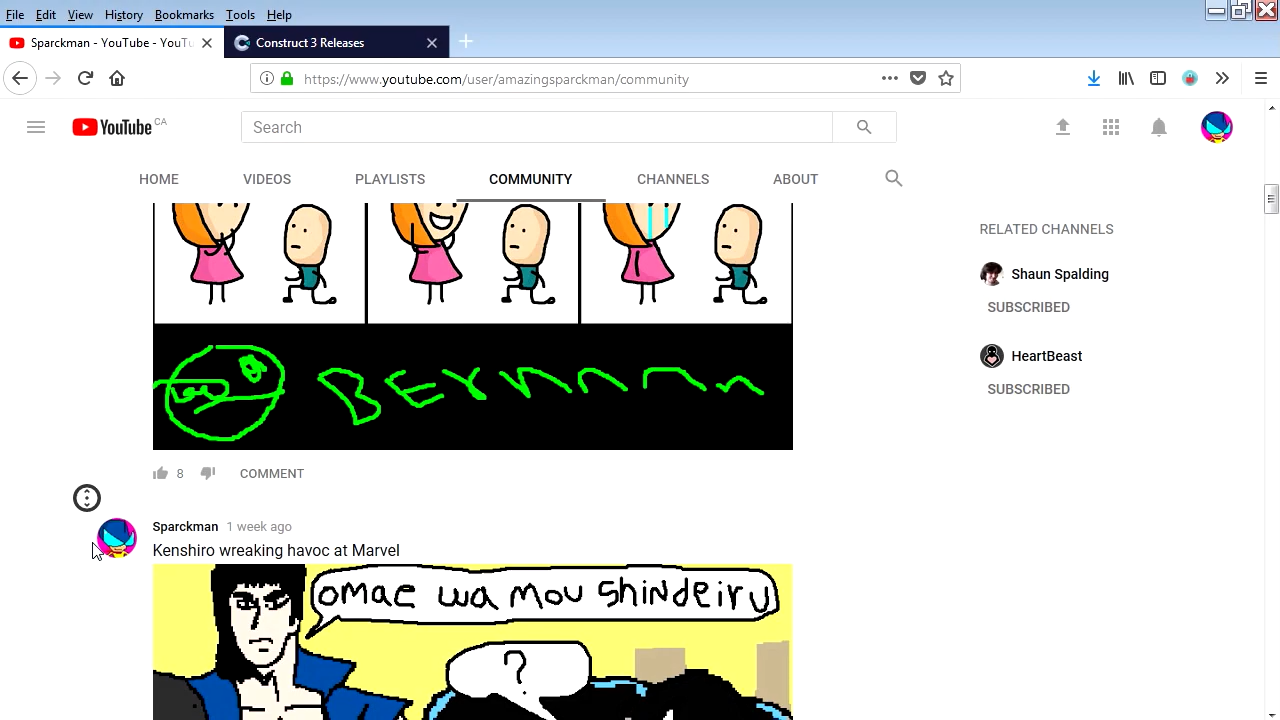 File Edit View History Bookmarks Tools Help
Sparckman - YouTube - YouTu
Construct 3 Releases
https://www.youtube.com/user/amazingsparckman/community
YouTube CA
Search
HOME VIDEOS PLAYLISTS COMMUNITY CHANNELS ABOUT
RELATED CHANNELS
Shaun Spalding
SUBSCRIBED
HeartBeast
SUBSCRIBED
8 COMMENT
Sparckman 1 week ago
Kenshiro wreaking havoc at Marvel
omae wa mou shindeiru
?